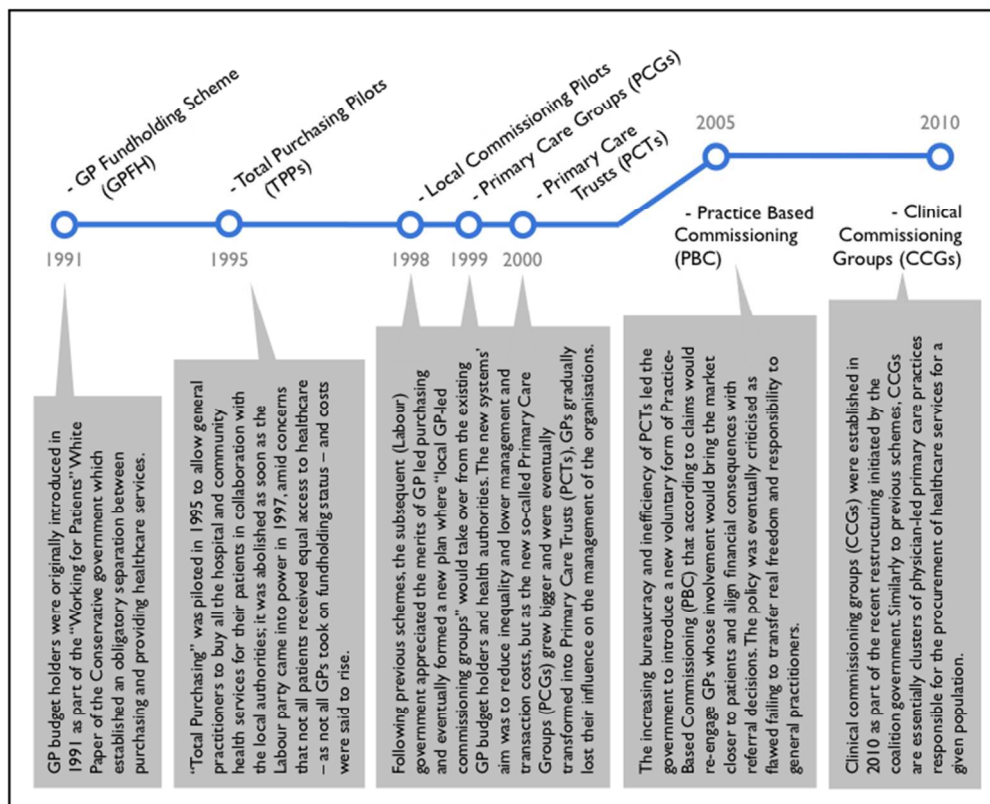 - GP Fundholding Scheme
(GPFH)
1991
- Total Purchasing Pilots
(TPPs)
1995
- Local Commissioning Pilots
1998
- Primary Care Groups (PCGs)
1999
- Primary Care
Trusts (PCTs)
2000
2005
- Practice Based
Commissioning
(PBC)
2010
- Clinical
Commissioning
Groups (CCGs)
GP budget holders were originally introduced in
1991 as part of the “Working for Patients” White
Paper of the Conservative government which
established an obligatory separation between
purchasing and providing healthcare services.
“Total Purchasing” was piloted in 1995 to allow general
practitioners to buy all the hospital and community
health services for their patients in collaboration with
the local authorities; it was abolished as soon as the
Labour party came into power in 1997, amid concerns
that not all patients received equal access to healthcare
– as not all GPs took on fundholding status – and costs
were said to rise.
Following previous schemes, the subsequent (Labour)
government appreciated the merits of GP led purchasing
and eventually formed a new plan where “local GP-led
commissioning groups” would take over from the existing
GP budget holders and health authorities. The new systems’
aim was to reduce inequality and lower management and
transaction costs, but as the new so-called Primary Care
Groups (PCGs) grew bigger and were eventually
transformed into Primary Care Trusts (PCTs), GPs gradually
lost their influence on the management of the organisations.
The increasing bureaucracy and inefficiency of PCTs led the
government to introduce a new voluntary form of Practice-
Based Commissioning (PBC) that according to claims would
re-engage GPs whose involvement would bring the market
closer to patients and align financial consequences with
referral decisions. The policy was eventually criticised as
flawed failing to transfer real freedom and responsibility to
general practitioners.
Clinical commissioning groups (CCGs) were established in
2010 as part of the recent restructuring initiated by the
coalition government. Similarly to previous schemes, CCGs
are essentially clusters of physician-led primary care practices
responsible for the procurement of healthcare services for a
given population.